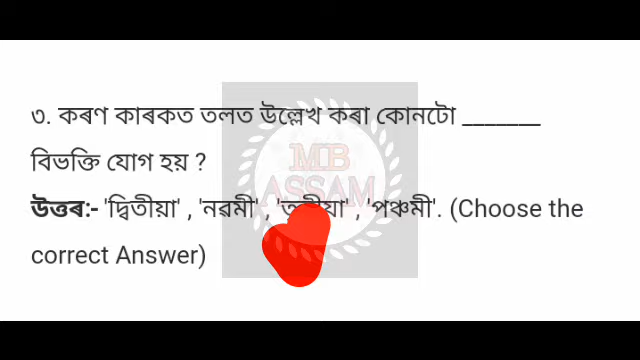 ৩. কৰণ কাৰকত তলত উল্লেখ কৰা কোনটো _______
বিভক্তি যোগ হয় ?
উত্তৰ:- 'দ্বিতীয়া' , 'নৱমী' , 'তৃতীয়া' , 'পঞ্চমী'. (Choose the
correct Answer)
MB
ASSAM